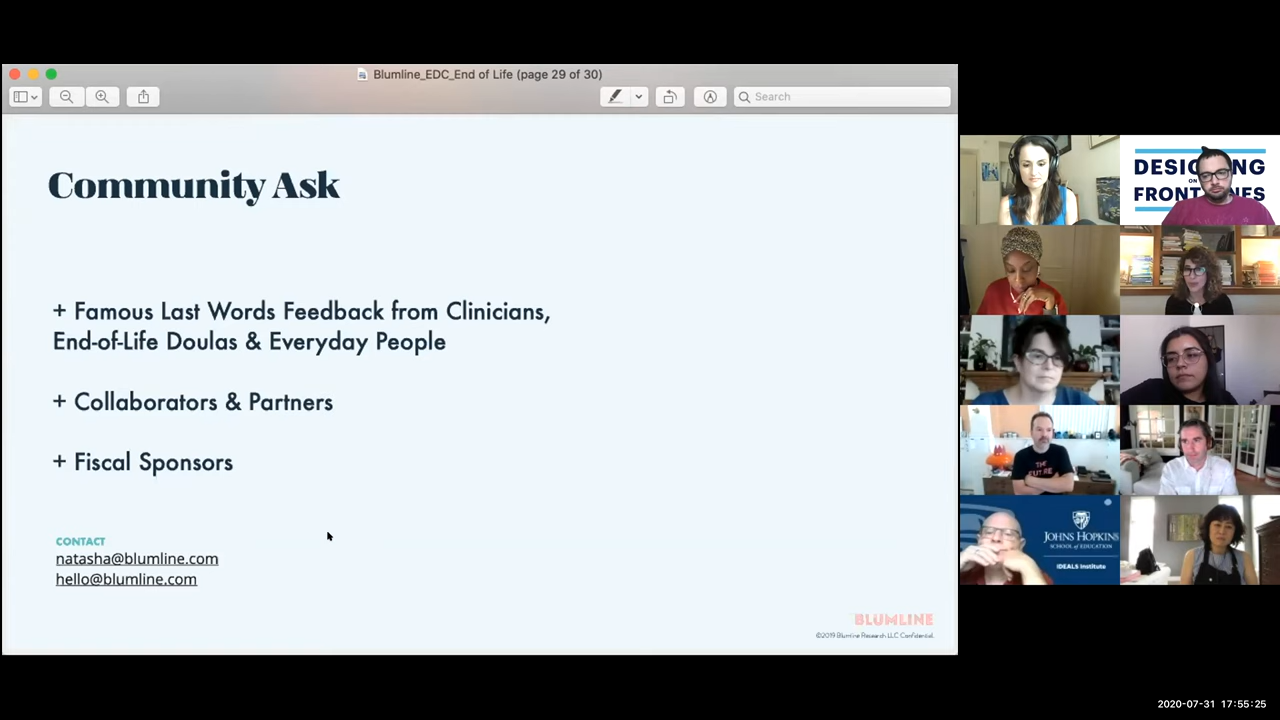 Blumline_EDC_End of Life (page 29 of 30)
Search
Community Ask
+ Famous Last Words Feedback from Clinicians,
End-of-Life Doulas & Everyday People
+ Collaborators & Partners
+ Fiscal Sponsors
CONTACT
natasha@blumline.com
hello@blumline.com
BLUMLINE
©2019 Blumline Research LLC Confidential.
ON
THE
JOHNS HOPKINS
SCHOOL of EDUCATION
IDEALS Institute
2020-07-31 17:55:25